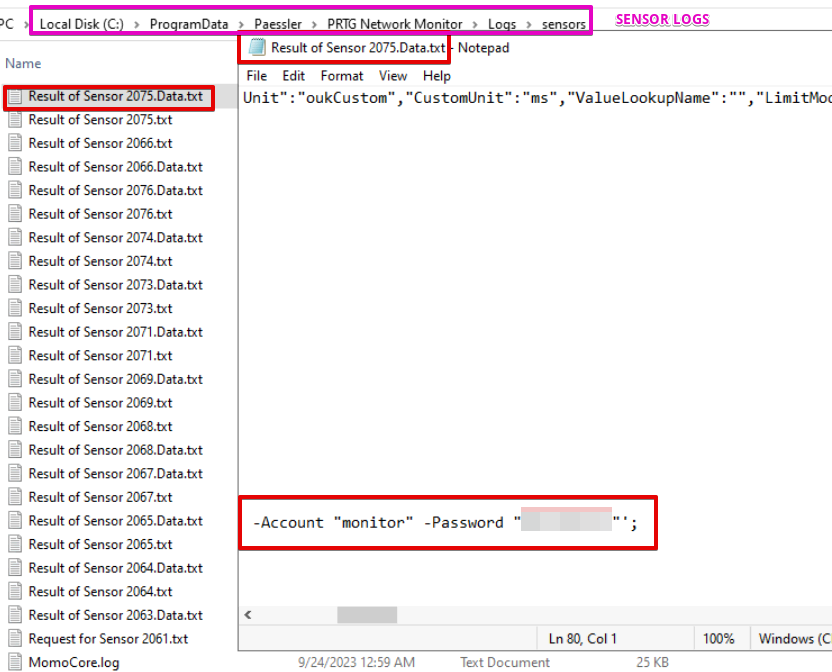 PC › Local Disk (C:) › ProgramData › Paessler › PRTG Network Monitor › Logs › sensors
SENSOR LOGS
Name
Result of Sensor 2075.Data.txt
Result of Sensor 2075.txt
Result of Sensor 2066.txt
Result of Sensor 2066.Data.txt
Result of Sensor 2076.Data.txt
Result of Sensor 2076.txt
Result of Sensor 2074.Data.txt
Result of Sensor 2074.txt
Result of Sensor 2073.Data.txt
Result of Sensor 2073.txt
Result of Sensor 2071.Data.txt
Result of Sensor 2071.txt
Result of Sensor 2069.Data.txt
Result of Sensor 2069.txt
Result of Sensor 2068.txt
Result of Sensor 2068.Data.txt
Result of Sensor 2067.Data.txt
Result of Sensor 2067.txt
Result of Sensor 2065.Data.txt
Result of Sensor 2065.txt
Result of Sensor 2064.Data.txt
Result of Sensor 2064.txt
Result of Sensor 2063.Data.txt
Request for Sensor 2061.txt
MomoCore.log 9/24/2023 12:59 AM Text Document 25 KB
Result of Sensor 2075.Data.txt - Notepad
File Edit Format View Help
Unit":"oukCustom","CustomUnit":"ms","ValueLookupName":"","LimitMod
-Account "monitor" -Password ""';
Ln 80, Col 1 100% Windows (C